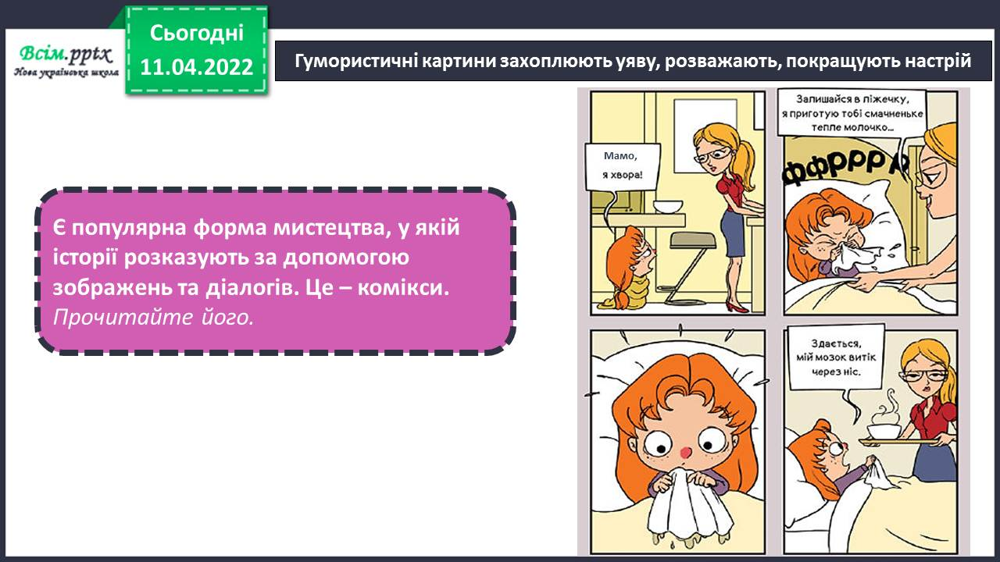 Всім.pptx
Нова українська школа
Сьогодні
11.04.2022
Гумористичні картини захоплюють уяву, розважають, покращують настрій
Є популярна форма мистецтва, у якій
історії розказують за допомогою
зображень та діалогів. Це – комікси.
Прочитайте його.
Мамо,
я хвора!
Залишайся в ліжечку,
я приготую тобі смачненьке
тепле молочко...
ффррр р
Здається,
мій мозок витік
через ніс.